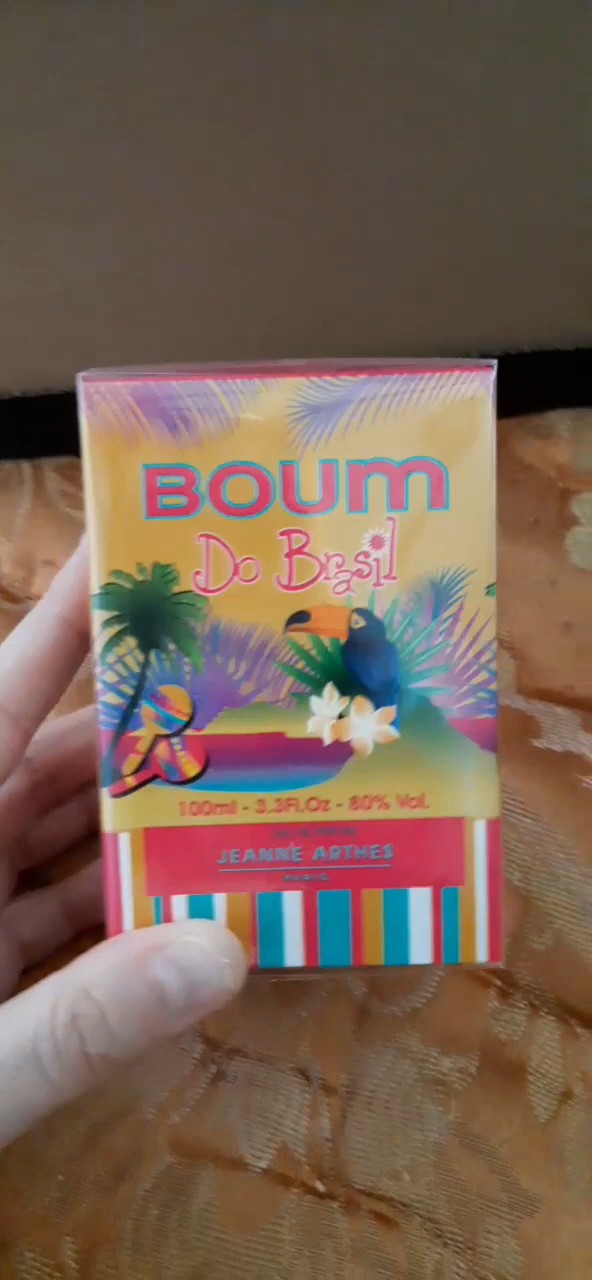 BOUM
Do Brasil
100ml - 3.3Fl.Oz - 80% Vol.
EAU DE PARFUM
JEANNE ARTHES
PARIS